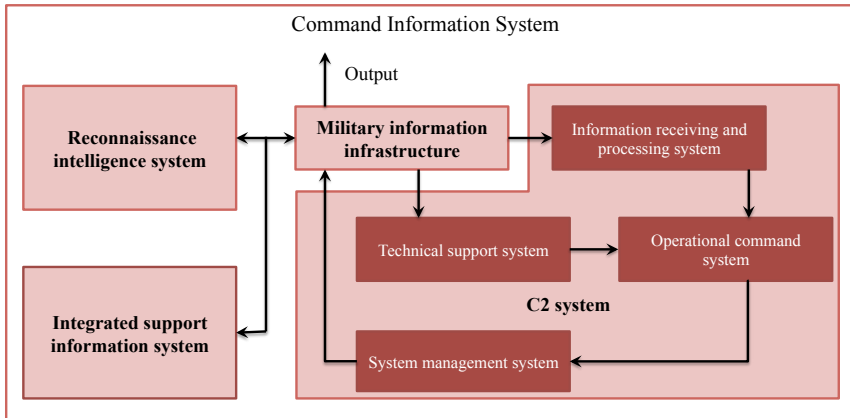 Command Information System
Output
Reconnaissance
intelligence system
Military information
infrastructure
Information receiving and
processing system
Technical support system
Operational command
system
C2 system
Integrated support
information system
System management system